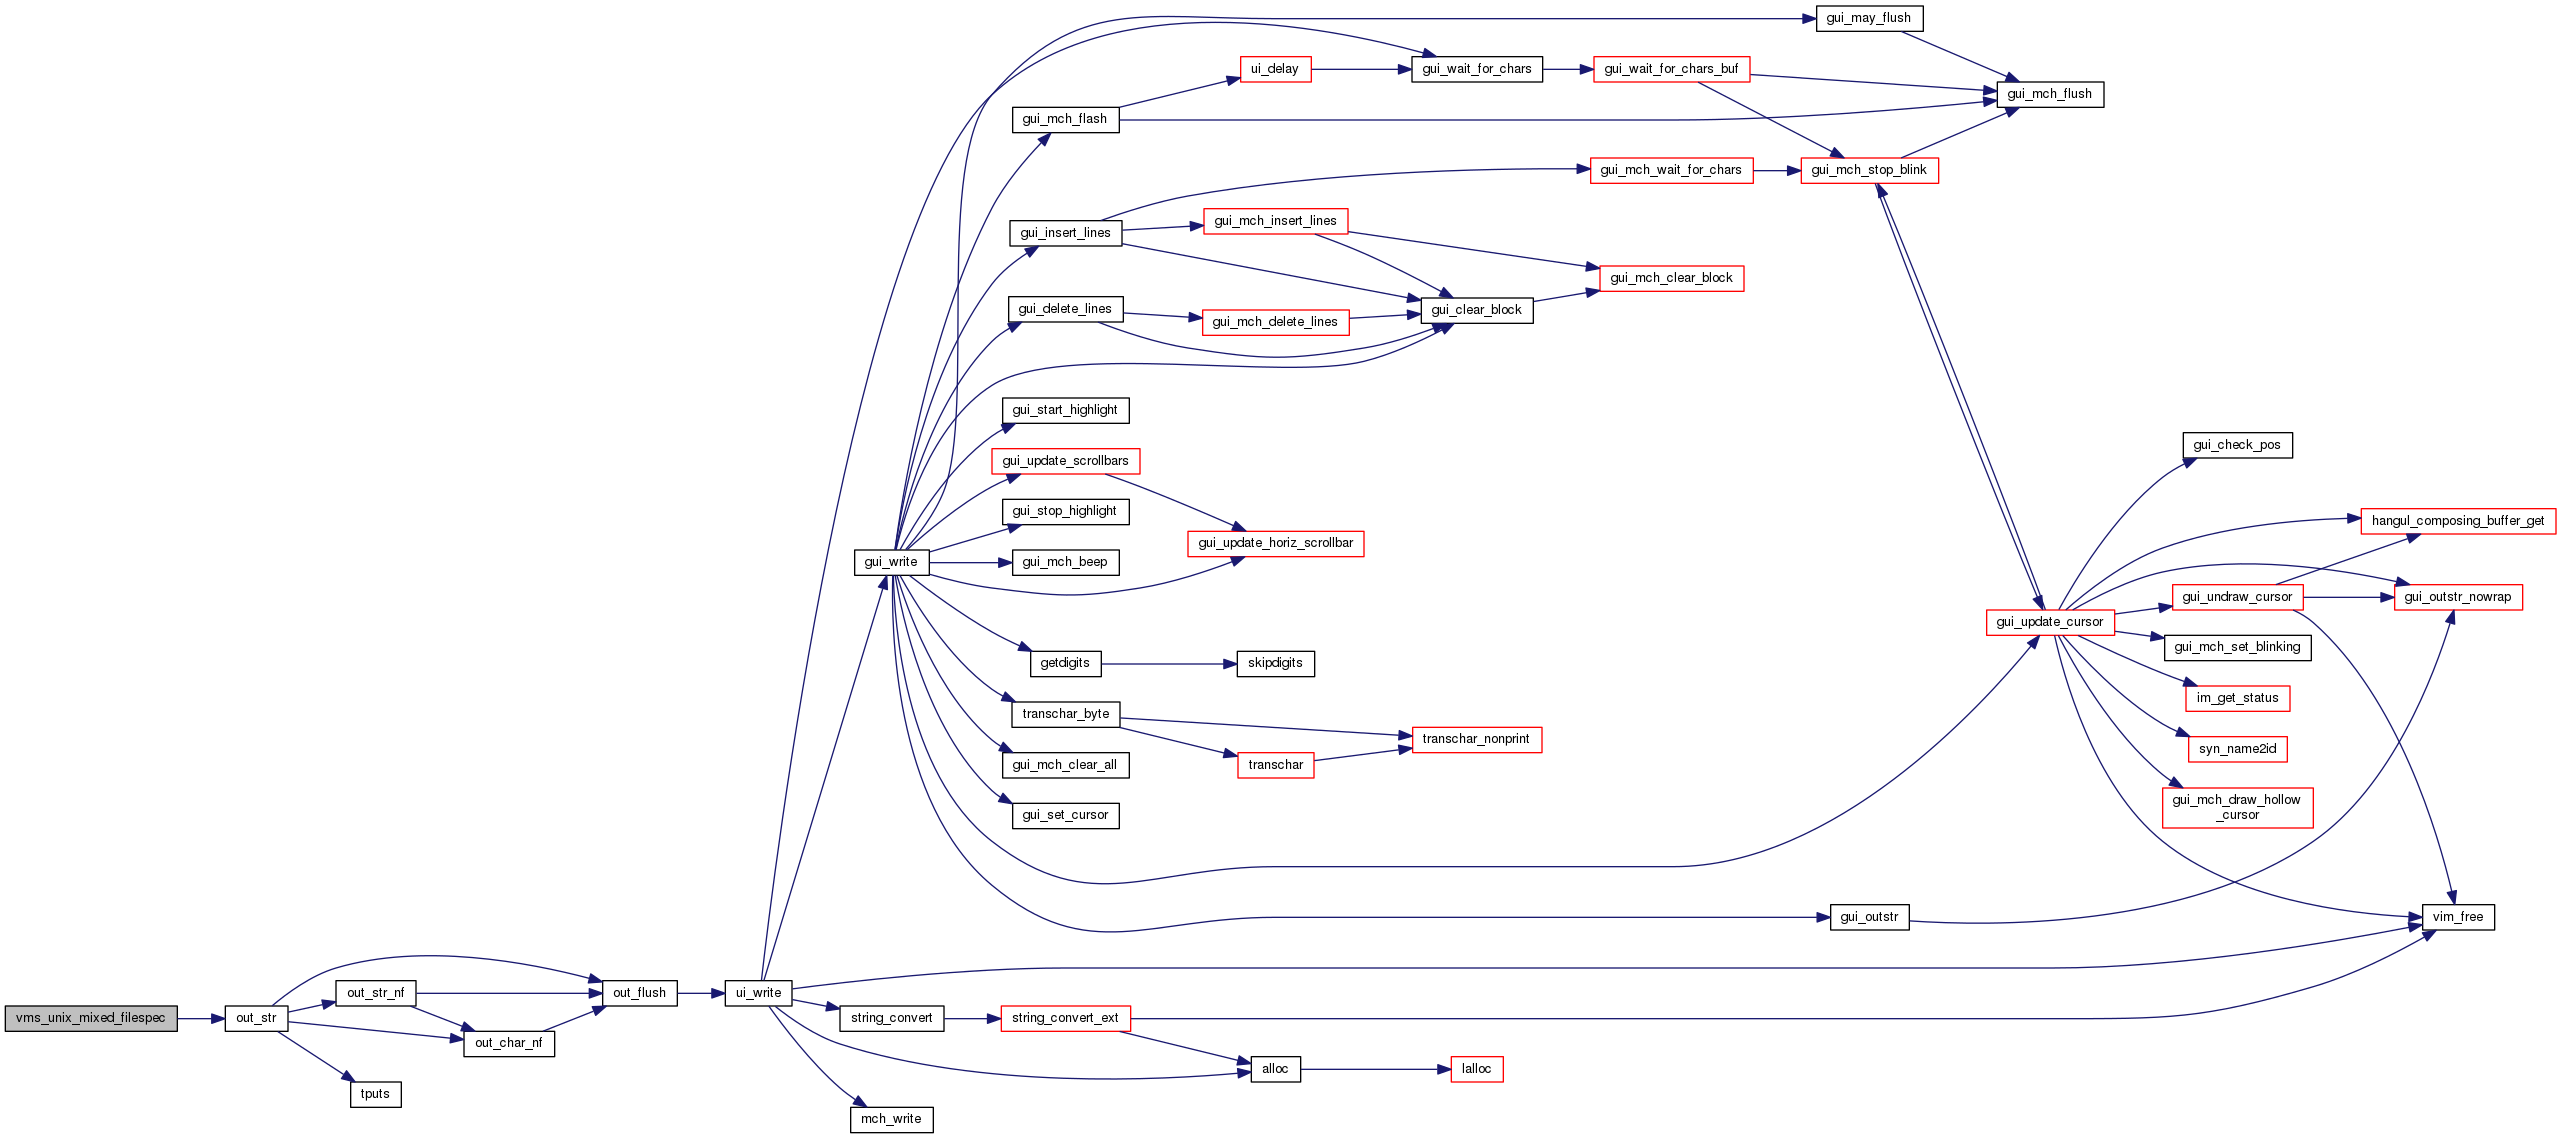 gui_may_flush
ui_delay
gui_wait_for_chars
gui_wait_for_chars_buf
gui_mch_flush
gui_mch_flash
gui_mch_wait_for_chars
gui_mch_stop_blink
gui_insert_lines
gui_mch_insert_lines
gui_mch_clear_block
gui_delete_lines
gui_mch_delete_lines
gui_clear_block
gui_start_highlight
gui_update_scrollbars
gui_stop_highlight
gui_update_horiz_scrollbar
gui_write
gui_mch_beep
getdigits
skipdigits
transchar_byte
transchar_nonprint
transchar
gui_mch_clear_all
gui_set_cursor
gui_check_pos
hangul_composing_buffer_get
gui_undraw_cursor
gui_outstr_nowrap
gui_update_cursor
gui_mch_set_blinking
im_get_status
syn_name2id
gui_mch_draw_hollow
_cursor
gui_outstr
vim_free
vms_unix_mixed_filespec
out_str
out_str_nf
out_flush
ui_write
out_char_nf
tputs
string_convert
string_convert_ext
alloc
lalloc
mch_write